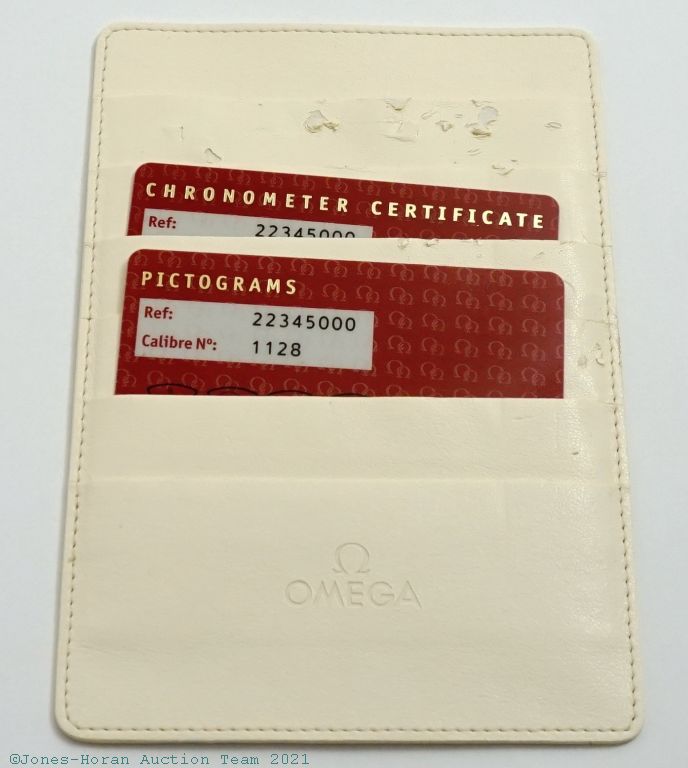 CHRONOMETER CERTIFICATE
Ref: 22345000
PICTOGRAMS
Ref: 22345000
Calibre Nº: 1128
Ω
OMEGA
©Jones-Horan Auction Team 2021